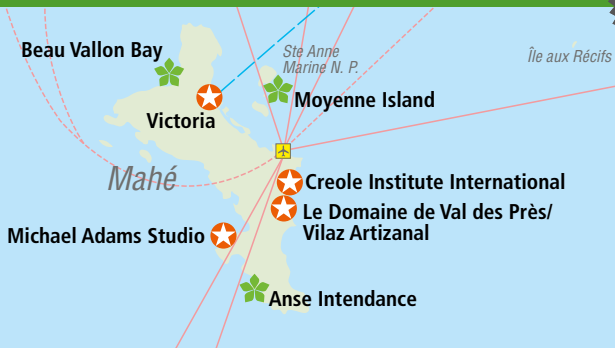 Beau Vallon Bay
Ste Anne
Marine N. P.
Île aux Récifs
Moyenne Island
Victoria
Mahé
Creole Institute International
Le Domaine de Val des Près/
Vilaz Artizanal
Michael Adams Studio
Anse Intendance